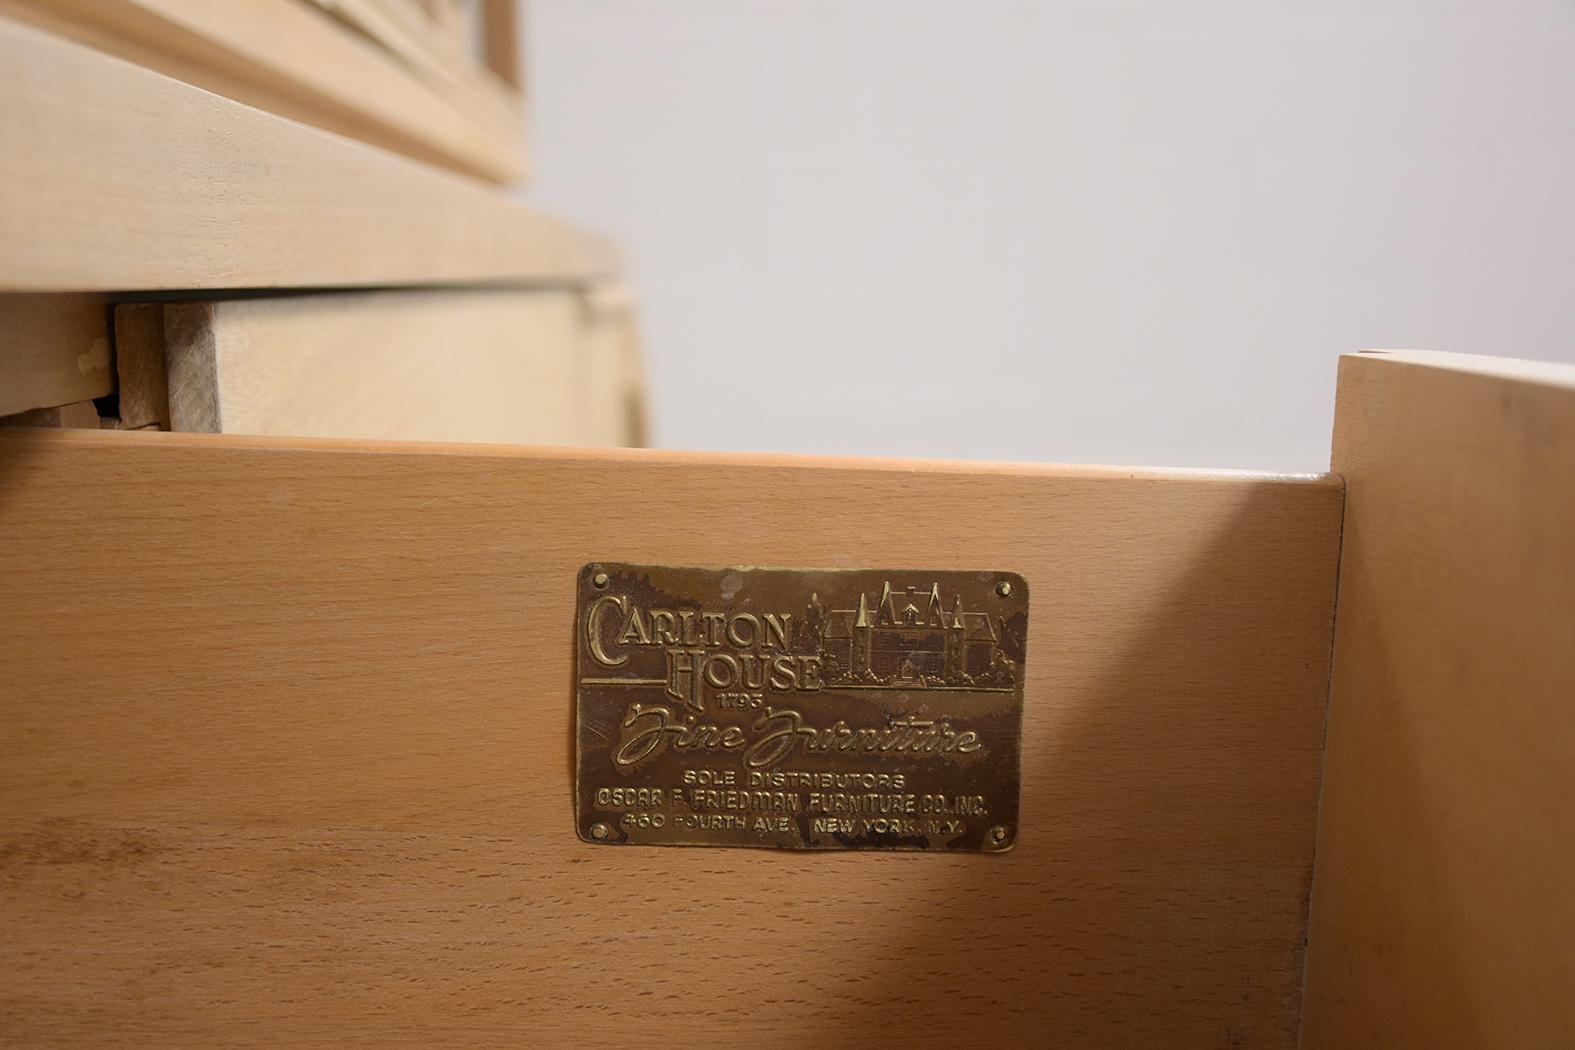 CARLTON
HOUSE
1795
Fine Furniture
SOLE DISTRIBUTORS
OSCAR F. FRIEDMAN FURNITURE CO. INC.
460 FOURTH AVE. NEW YORK, N.Y.